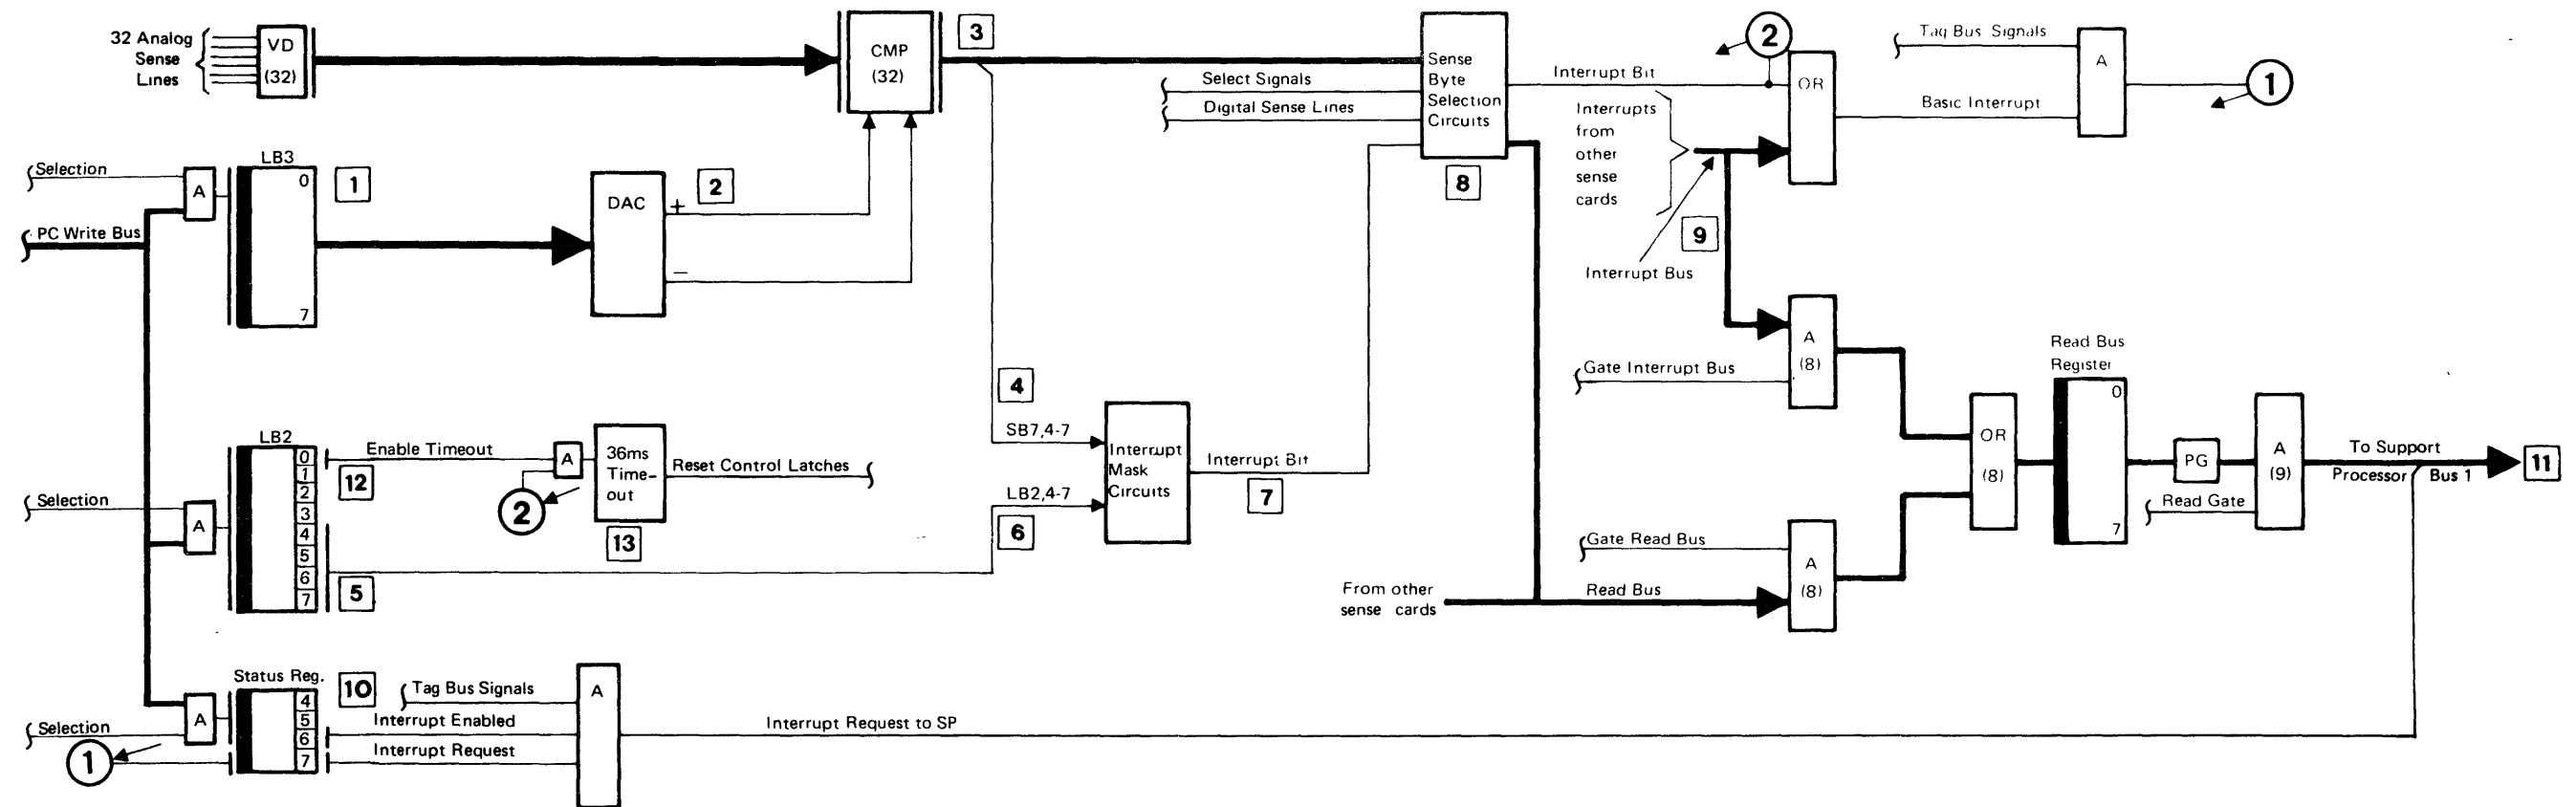 32 Analog
Sense
Lines
VD
(32)
CMP
(32)
3
Sense
Byte
Selection
Circuits
8
Select Signals
Digital Sense Lines
Interrupt Bit
2
OR
Interrupts
from
other
sense
cards
9
Interrupt Bus
Tag Bus Signals
Basic Interrupt
A
1
Selection
A
PC Write Bus
LB3
0
7
1
DAC
+
−
2
4
SB7,4-7
LB2,4-7
6
Interrupt
Mask
Circuits
Interrupt Bit
7
Selection
A
LB2
0
1
2
3
4
5
6
7
Enable Timeout
12
A
2
36ms
Time-
out
13
Reset Control Latches
5
Gate Interrupt Bus
A
(8)
Gate Read Bus
From other
sense cards
Read Bus
A
(8)
OR
(8)
Read Bus
Register
0
7
PG
Read Gate
A
(9)
To Support
Processor Bus 1
11
Selection
A
1
Status Reg.
4
5
6
7
10
Tag Bus Signals
Interrupt Enabled
Interrupt Request
A
Interrupt Request to SP